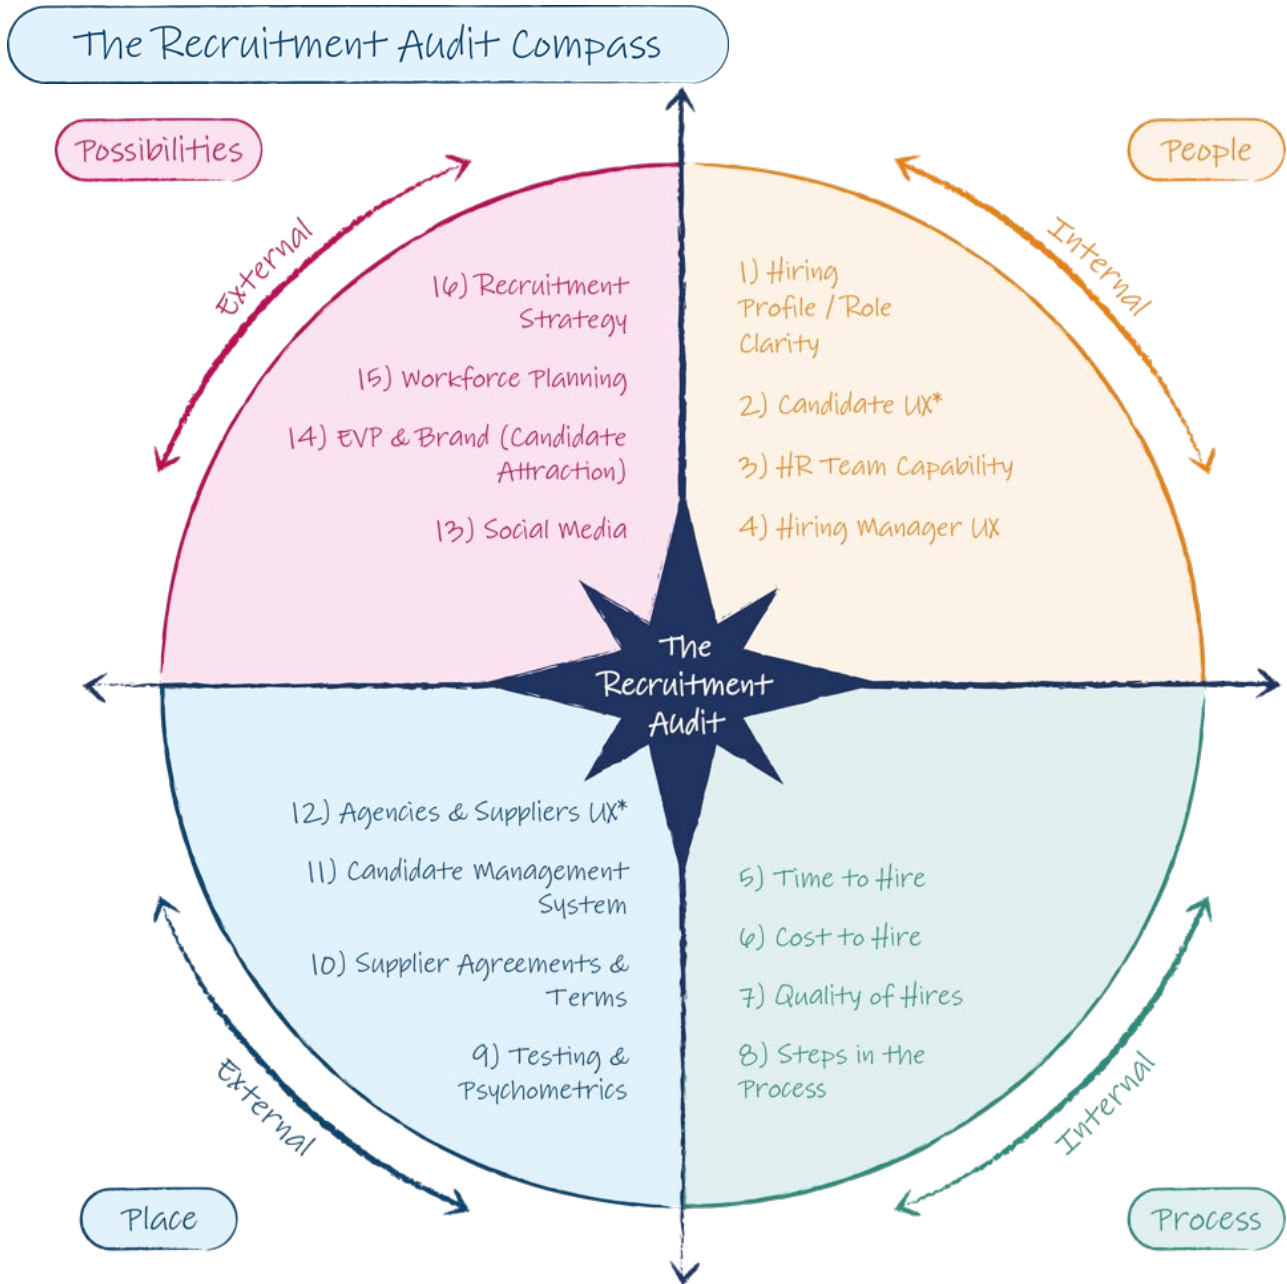 The Recruitment Audit Compass
Possibilities
External
16) Recruitment
Strategy
15) Workforce Planning
14) EVP & Brand (Candidate
Attraction)
13) Social Media
People
Internal
1) Hiring
Profile / Role
Clarity
2) Candidate UX*
3) HR Team Capability
4) Hiring Manager UX
The
Recruitment
Audit
12) Agencies & Suppliers UX*
11) Candidate Management
System
10) Supplier Agreements &
Terms
9) Testing &
Psychometrics
External
Place
5) Time to Hire
6) Cost to Hire
7) Quality of Hires
8) Steps in the
Process
Internal
Process